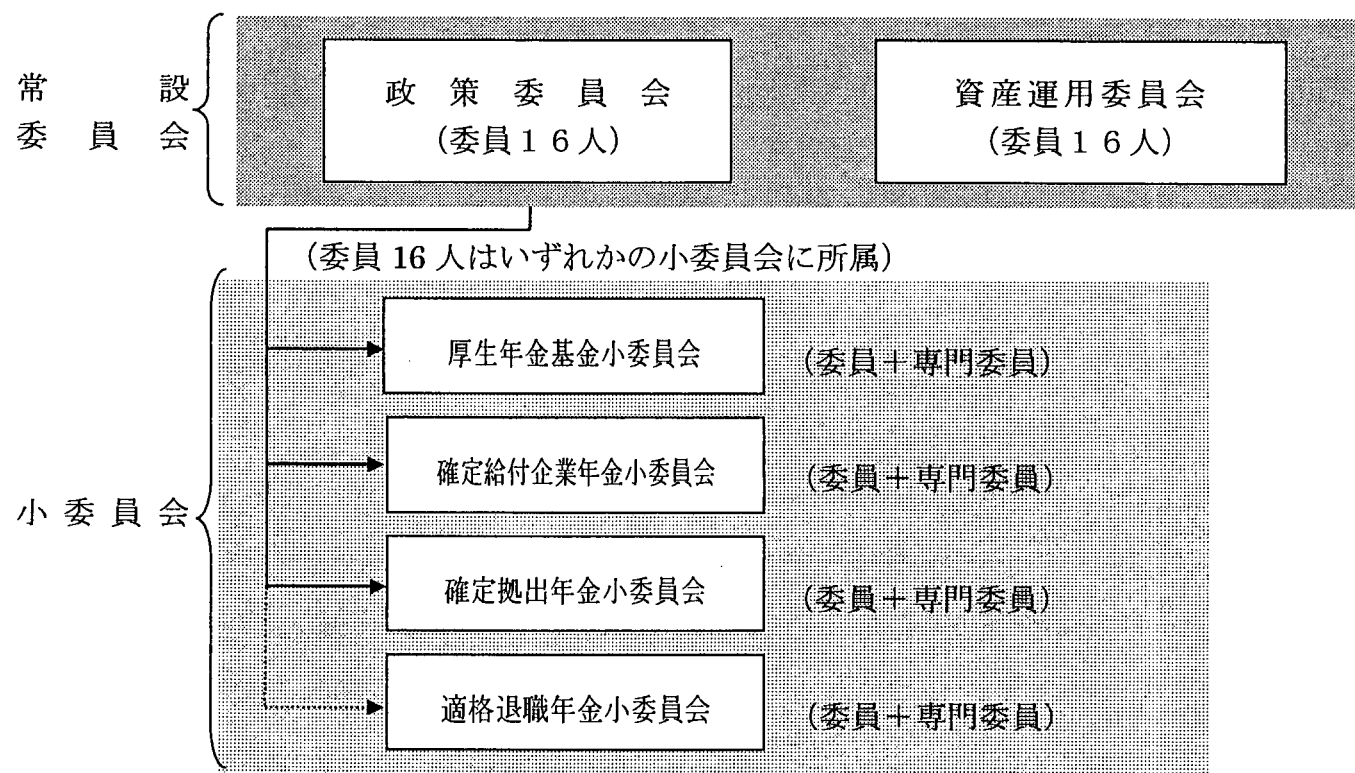 常設
委員会
政策委員会
(委員16人)
資産運用委員会
(委員16人)
(委員16人はいずれかの小委員会に所属)
小委員会
厚生年金基金小委員会
(委員+専門委員)
確定給付企業年金小委員会
(委員+専門委員)
確定拠出年金小委員会
(委員+専門委員)
適格退職年金小委員会
(委員+専門委員)